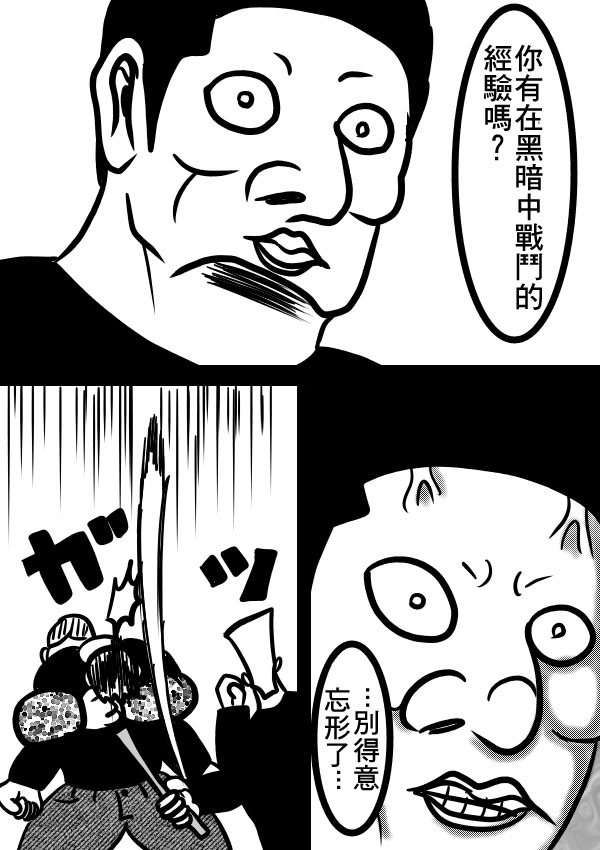 你有在黑暗中戰鬥的
經驗嗎？
…別得意
忘形了…
ガッ